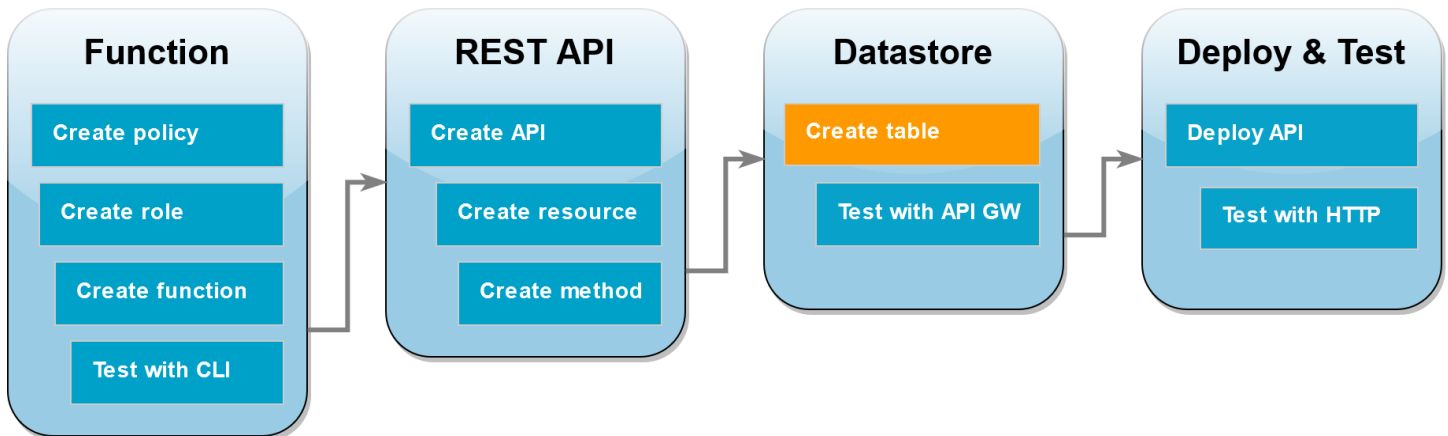 Function
Create policy
Create role
Create function
Test with CLI
REST API
Create API
Create resource
Create method
Datastore
Create table
Test with API GW
Deploy & Test
Deploy API
Test with HTTP